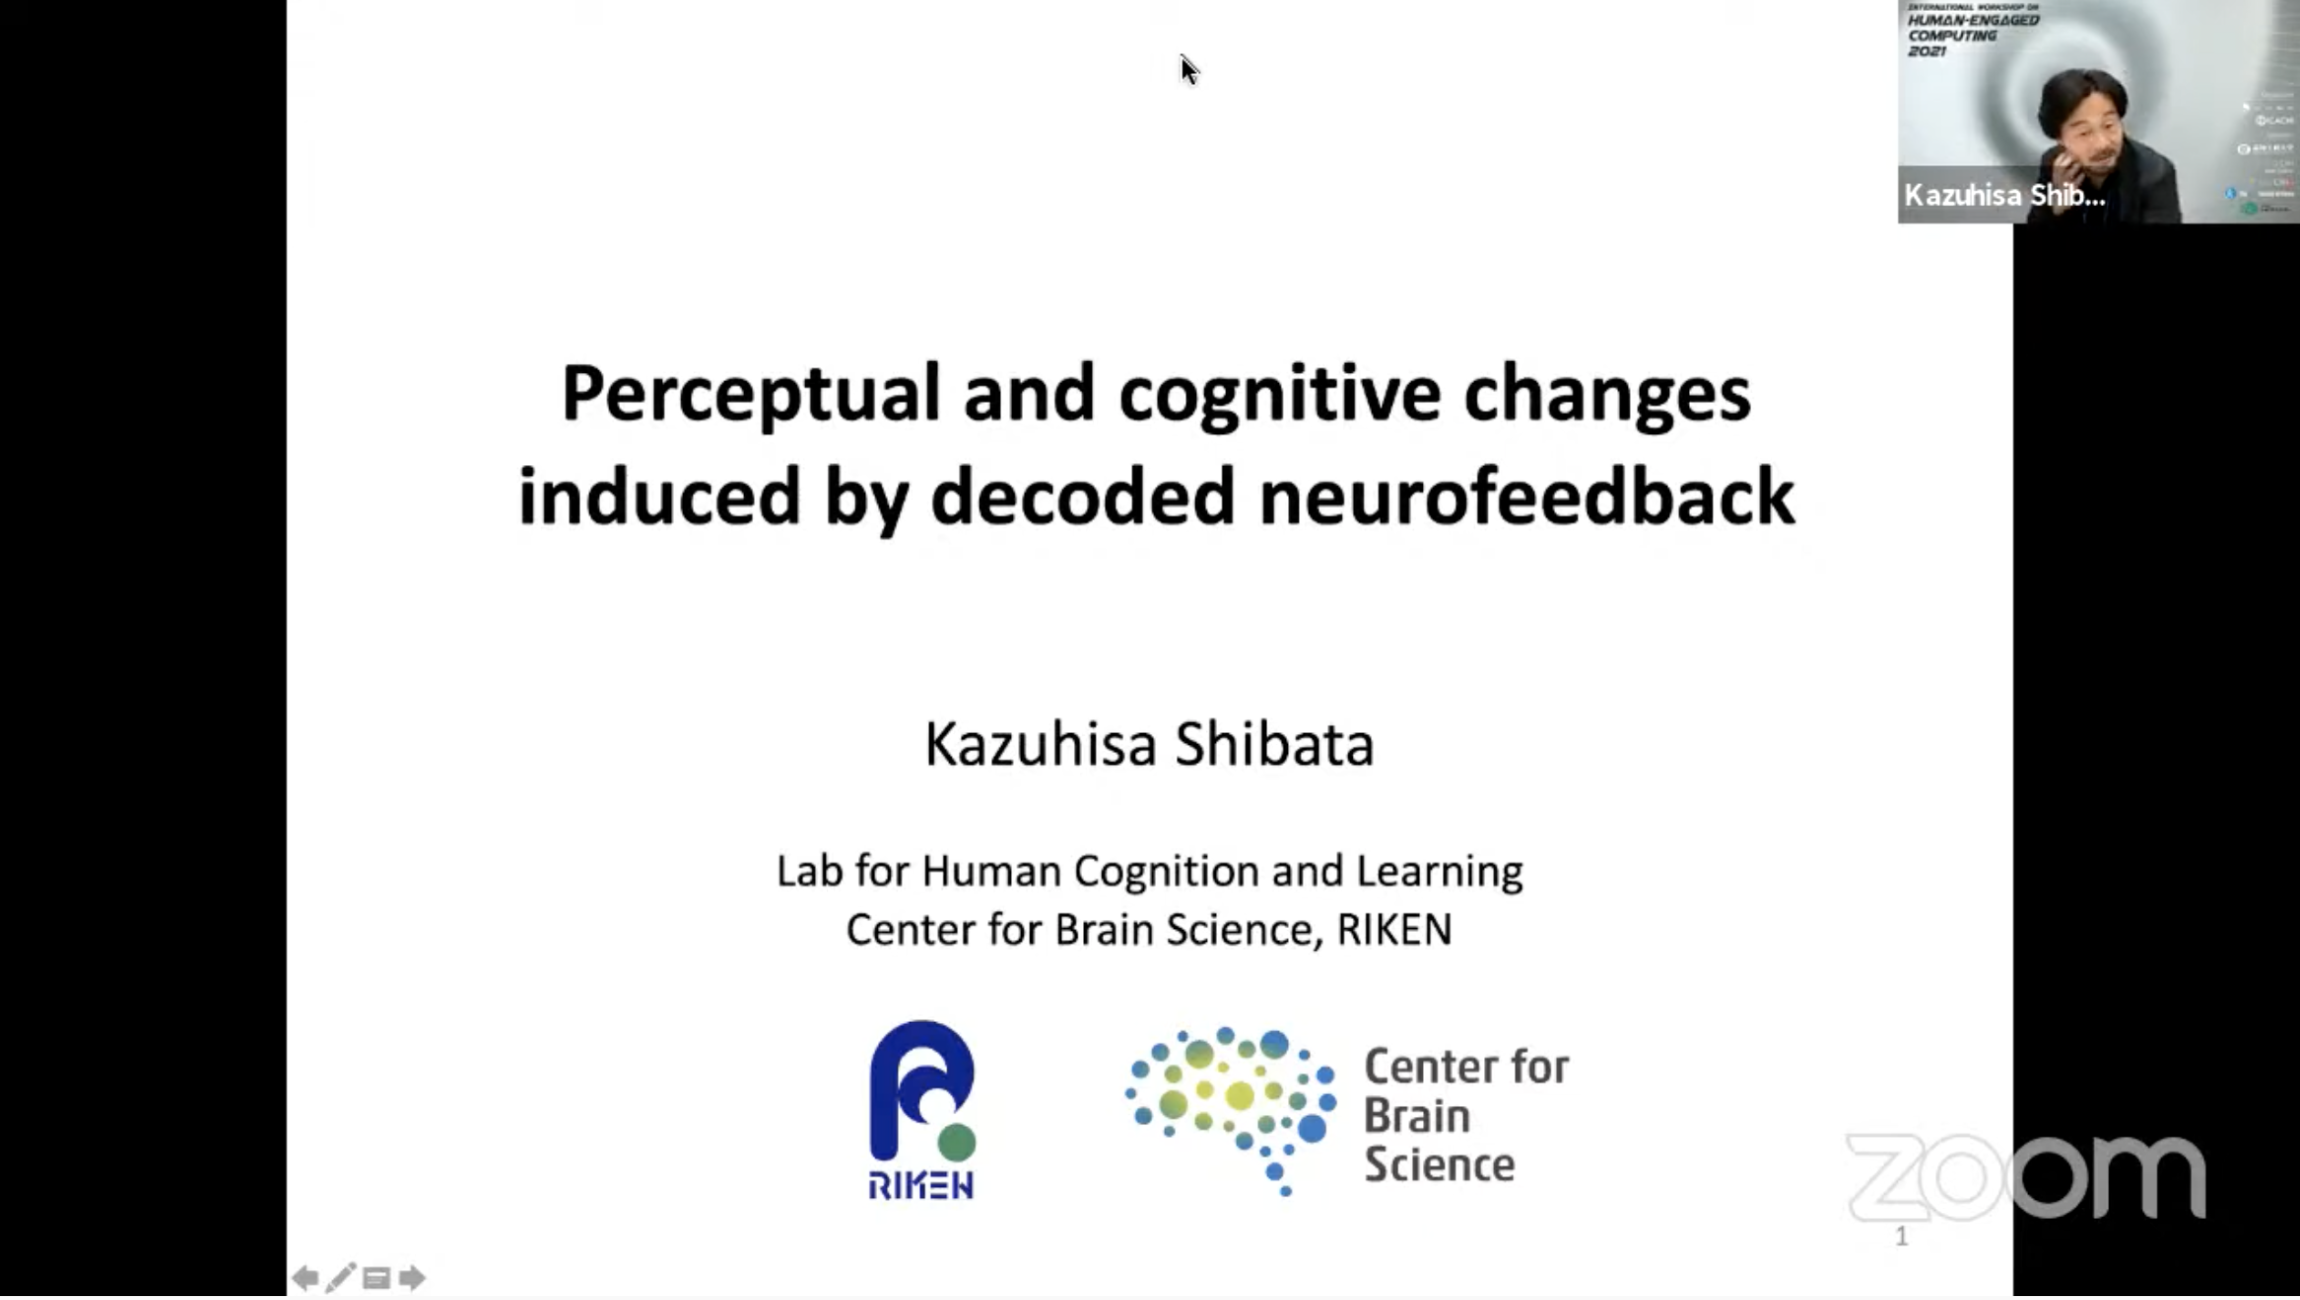 INTERNATIONAL WORKSHOP ON
HUMAN-ENGAGED
COMPUTING
2021
Kazuhisa Shib...
Perceptual and cognitive changes
induced by decoded neurofeedback
Kazuhisa Shibata
Lab for Human Cognition and Learning
Center for Brain Science, RIKEN
RIKEN
Center for
Brain
Science
zoom
1